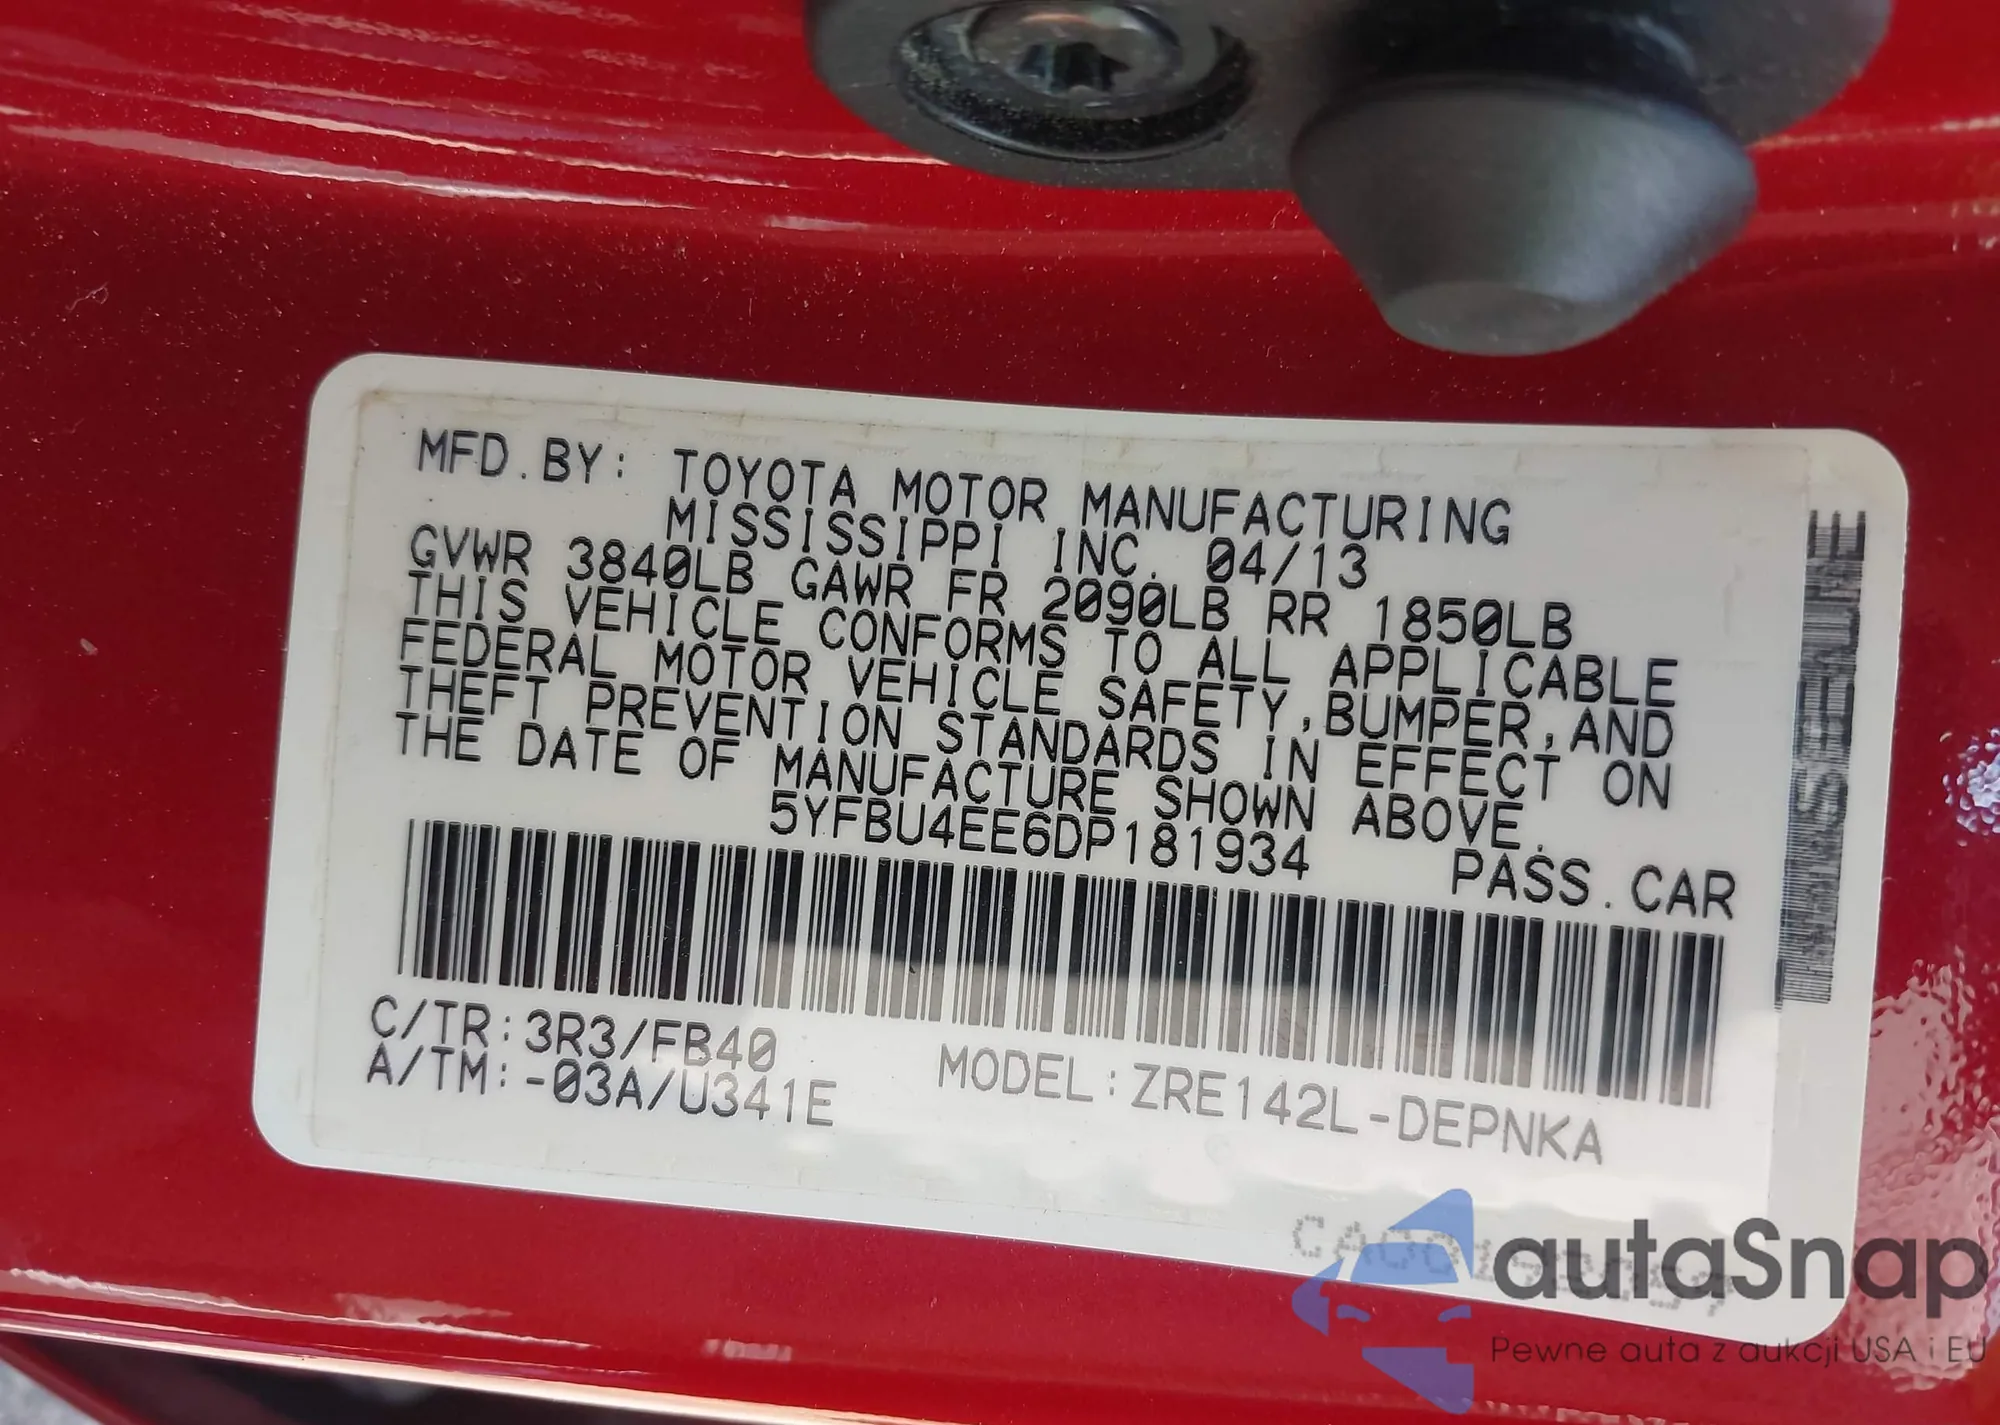 MFD.BY: TOYOTA MOTOR MANUFACTURING
MISSISSIPPI INC. 04/13
GVWR 3840LB GAWR FR 2090LB RR 1850LB
THIS VEHICLE CONFORMS TO ALL APPLICABLE
FEDERAL MOTOR VEHICLE SAFETY,BUMPER,AND
THEFT PREVENTION STANDARDS IN EFFECT ON
THE DATE OF MANUFACTURE SHOWN ABOVE.
5YFBU4EE6DP181934 PASS.CAR
C/TR:3R3/FB40
A/TM:-03A/U341E MODEL:ZRE142L-DEPNKA
autaSnap
Pewne auta z aukcji USA i EU